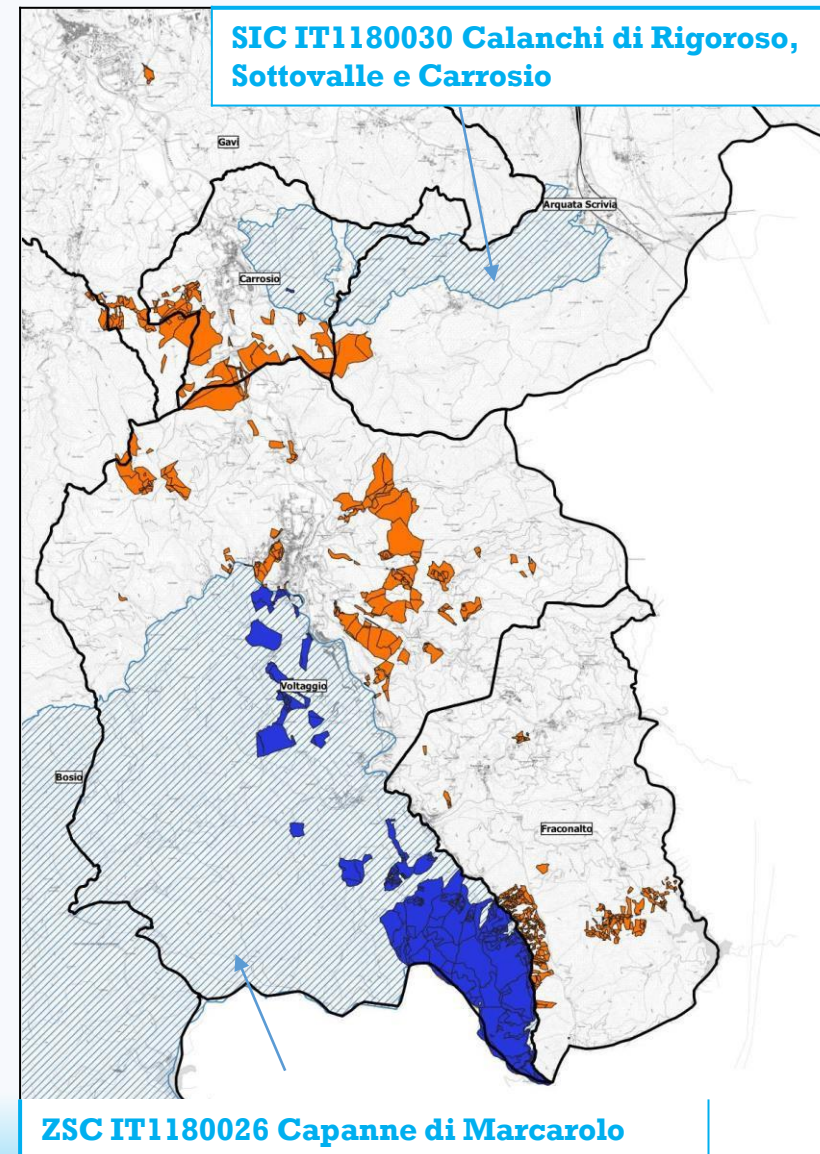 SIC IT1180030 Calanchi di Rigoroso,
Sottovalle e Carrosio
Gavi
Arquata Scrivia
Carrosio
Voltaggio
Bosio
Fraconalto
ZSC IT1180026 Capanne di Marcarolo